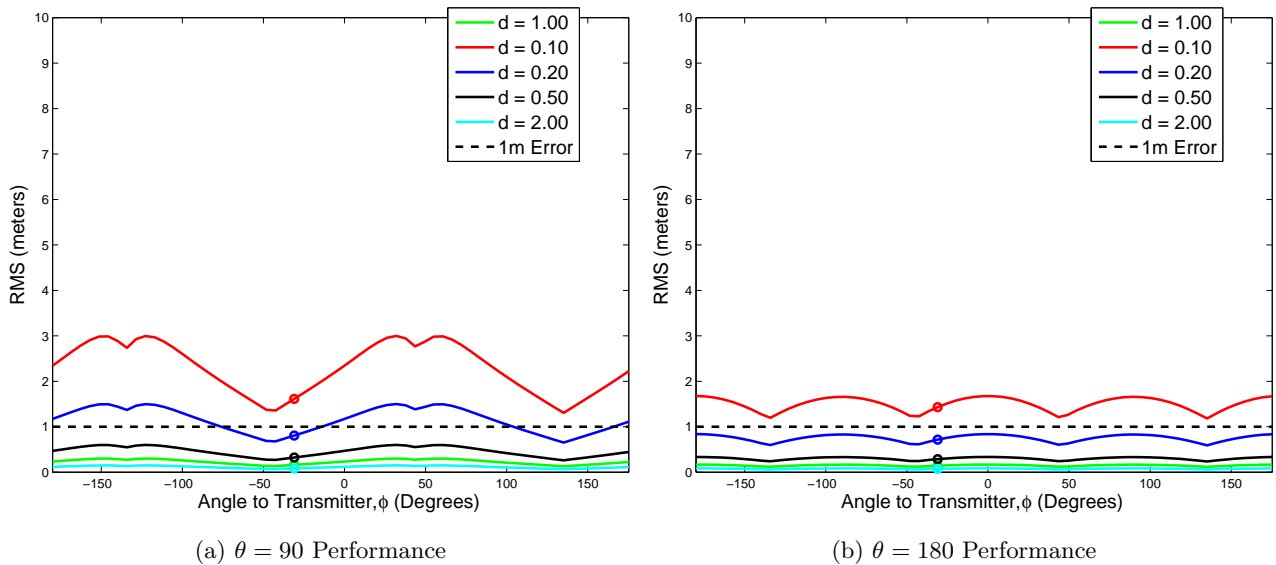 10
9
8
7
6
5
4
3
2
1
0
RMS (meters)
−150
−100
−50
0
50
100
150
Angle to Transmitter,ϕ (Degrees)
d = 1.00
d = 0.10
d = 0.20
d = 0.50
d = 2.00
1m Error
(a) θ = 90 Performance
10
9
8
7
6
5
4
3
2
1
0
RMS (meters)
−150
−100
−50
0
50
100
150
Angle to Transmitter,ϕ (Degrees)
d = 1.00
d = 0.10
d = 0.20
d = 0.50
d = 2.00
1m Error
(b) θ = 180 Performance